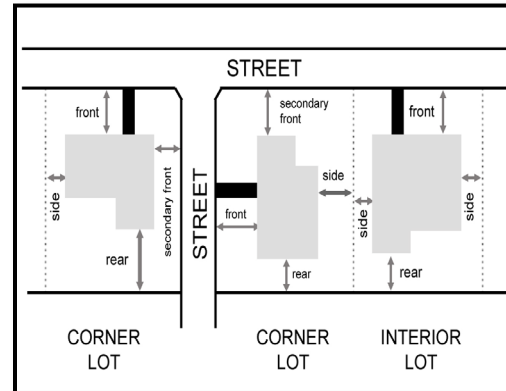 STREET
front
side
secondary front
rear
STREET
secondary
front
front
side
rear
front
side
side
rear
CORNER
LOT
CORNER
LOT
INTERIOR
LOT